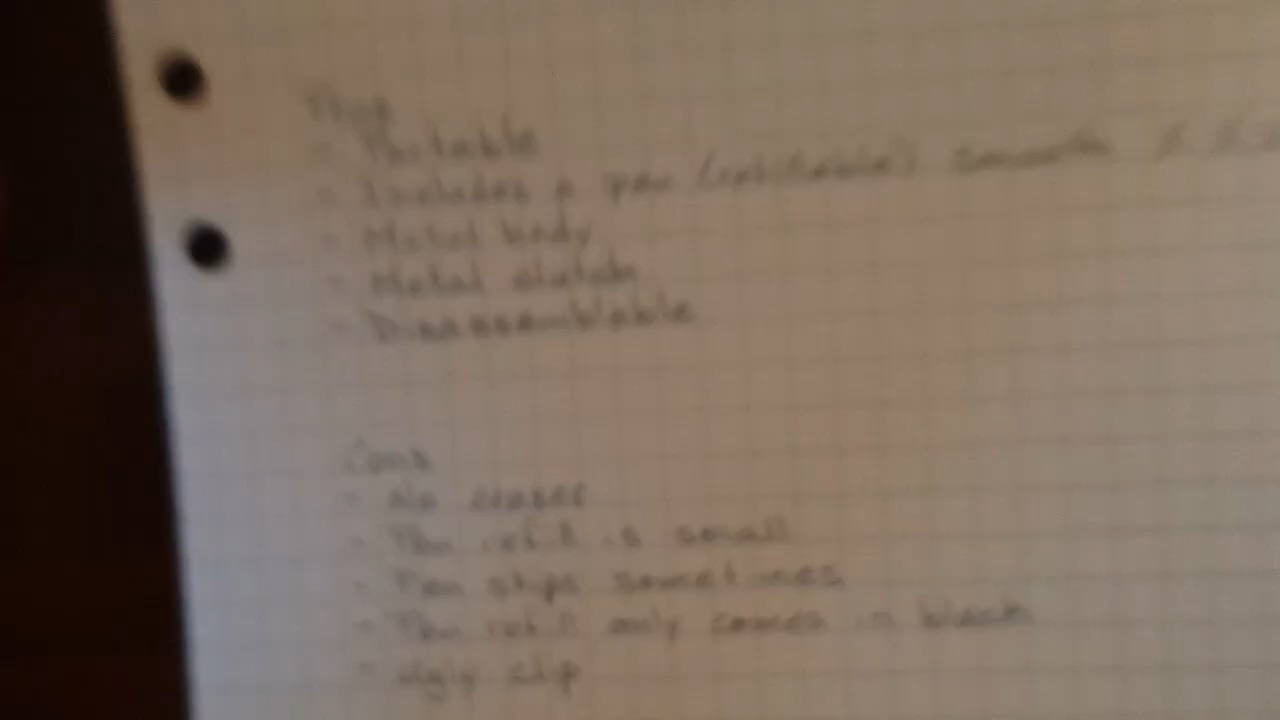 Pros
- Portable
- Includes a pen (refillable) smooth
- Metal body
- Metal clutch
- Disassemblable
Cons
- No eraser
- Pen refill is small
- Pen skips sometimes
- Pen refill only comes in black
- Ugly clip